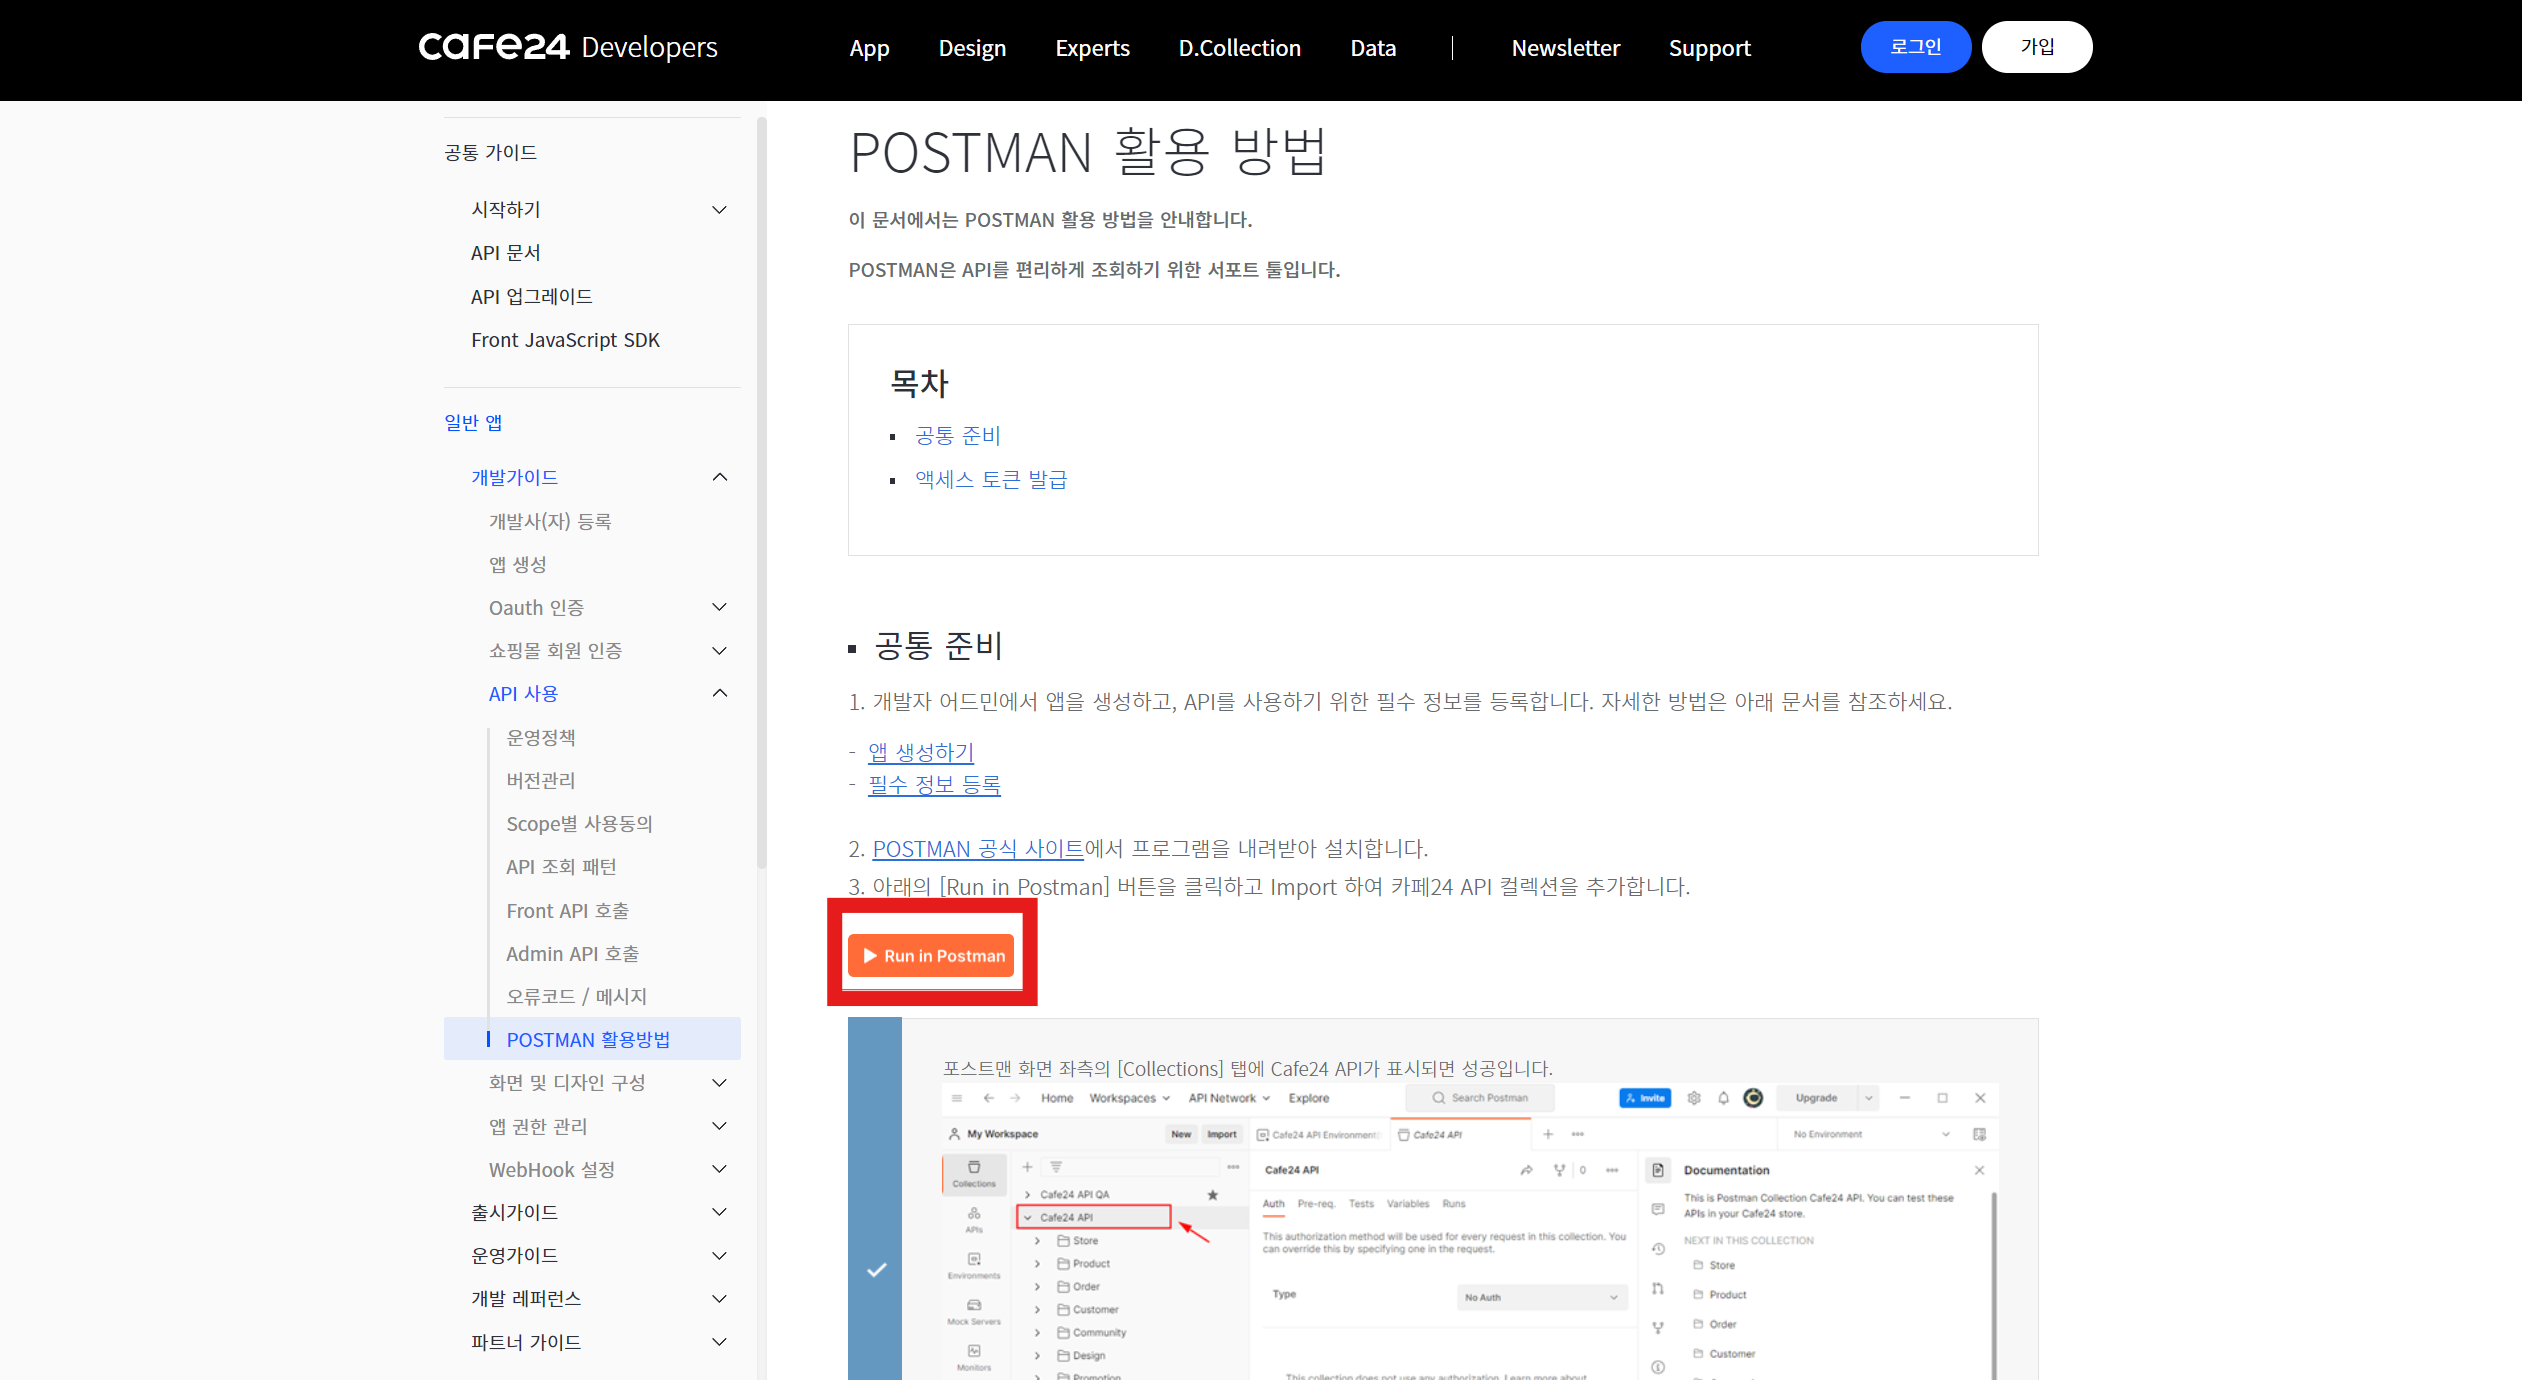 cafe24 Developers
App
Design
Experts
D.Collection
Data
Newsletter
Support
로그인
가입
공통 가이드
시작하기
API 문서
API 업그레이드
Front JavaScript SDK
일반 앱
개발가이드
개발사(자) 등록
앱 생성
Oauth 인증
쇼핑몰 회원 인증
API 사용
운영정책
버전관리
Scope별 사용동의
API 조회 패턴
Front API 호출
Admin API 호출
오류코드 / 메시지
POSTMAN 활용방법
화면 및 디자인 구성
앱 권한 관리
WebHook 설정
출시가이드
운영가이드
개발 레퍼런스
파트너 가이드
POSTMAN 활용 방법
이 문서에서는 POSTMAN 활용 방법을 안내합니다.
POSTMAN은 API를 편리하게 조회하기 위한 서포트 툴입니다.
목차
공통 준비
액세스 토큰 발급
공통 준비
1. 개발자 어드민에서 앱을 생성하고, API를 사용하기 위한 필수 정보를 등록합니다. 자세한 방법은 아래 문서를 참조하세요.
- 앱 생성하기
- 필수 정보 등록
2. POSTMAN 공식 사이트에서 프로그램을 내려받아 설치합니다.
3. 아래의 [Run in Postman] 버튼을 클릭하고 Import 하여 카페24 API 컬렉션을 추가합니다.
Run in Postman
포스트맨 화면 좌측의 [Collections] 탭에 Cafe24 API가 표시되면 성공입니다.
Home
Workspaces
API Network
Explore
Search Postman
Invite
Upgrade
My Workspace
New
Import
Cafe24 API Environment
Cafe24 API
No Environment
Collections
APIs
Environments
Mock Servers
Monitors
Cafe24 API QA
Cafe24 API
Store
Product
Order
Customer
Community
Design
Promotion
Cafe24 API
0
Auth
Pre-req.
Tests
Variables
Runs
This authorization method will be used for every request in this collection. You
can override this by specifying one in the request.
Type
No Auth
This collection does not use any authorization. Learn more about
Documentation
This is Postman Collection Cafe24 API. You can test these
APIs in your Cafe24 store.
NEXT IN THIS COLLECTION
Store
Product
Order
Customer